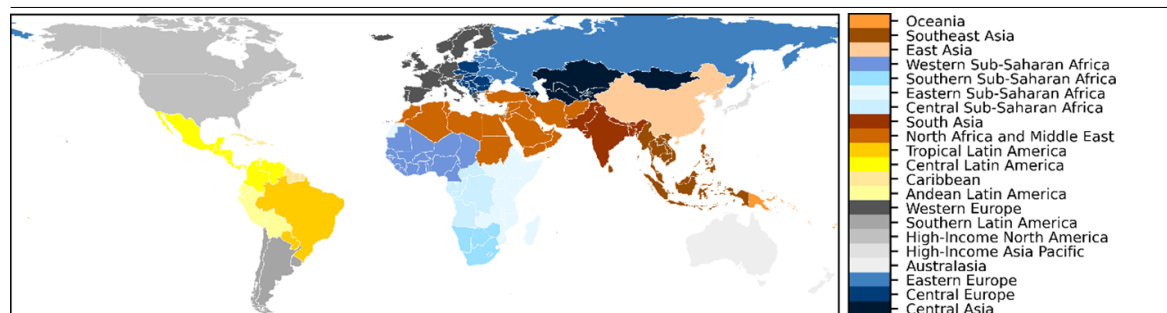 Oceania
Southeast Asia
East Asia
Western Sub-Saharan Africa
Southern Sub-Saharan Africa
Eastern Sub-Saharan Africa
Central Sub-Saharan Africa
South Asia
North Africa and Middle East
Tropical Latin America
Central Latin America
Caribbean
Andean Latin America
Western Europe
Southern Latin America
High-Income North America
High-Income Asia Pacific
Australasia
Eastern Europe
Central Europe
Central Asia